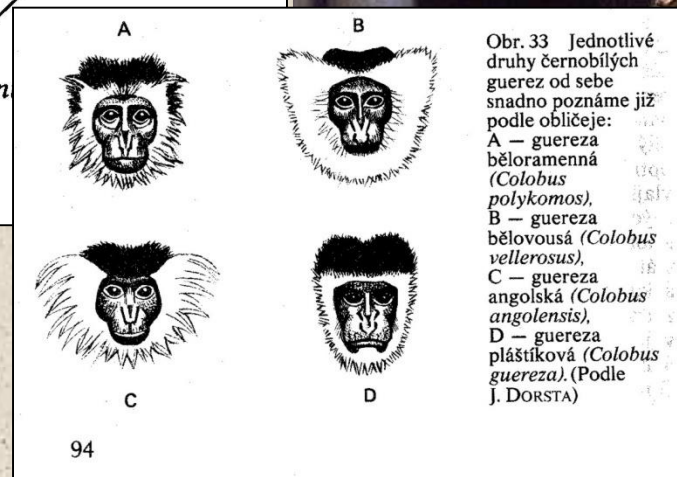 A
B
C
D
Obr. 33 Jednotlivé
druhy černobílých
guerez od sebe
snadno poznáme již
podle obličeje:
A — guereza
běloramenná
(Colobus
polykomos),
B — guereza
bělovousá (Colobus
vellerosus),
C — guereza
angolská (Colobus
angolensis),
D — guereza
pláštíková (Colobus
guereza). (Podle
J. DORSTA)
94